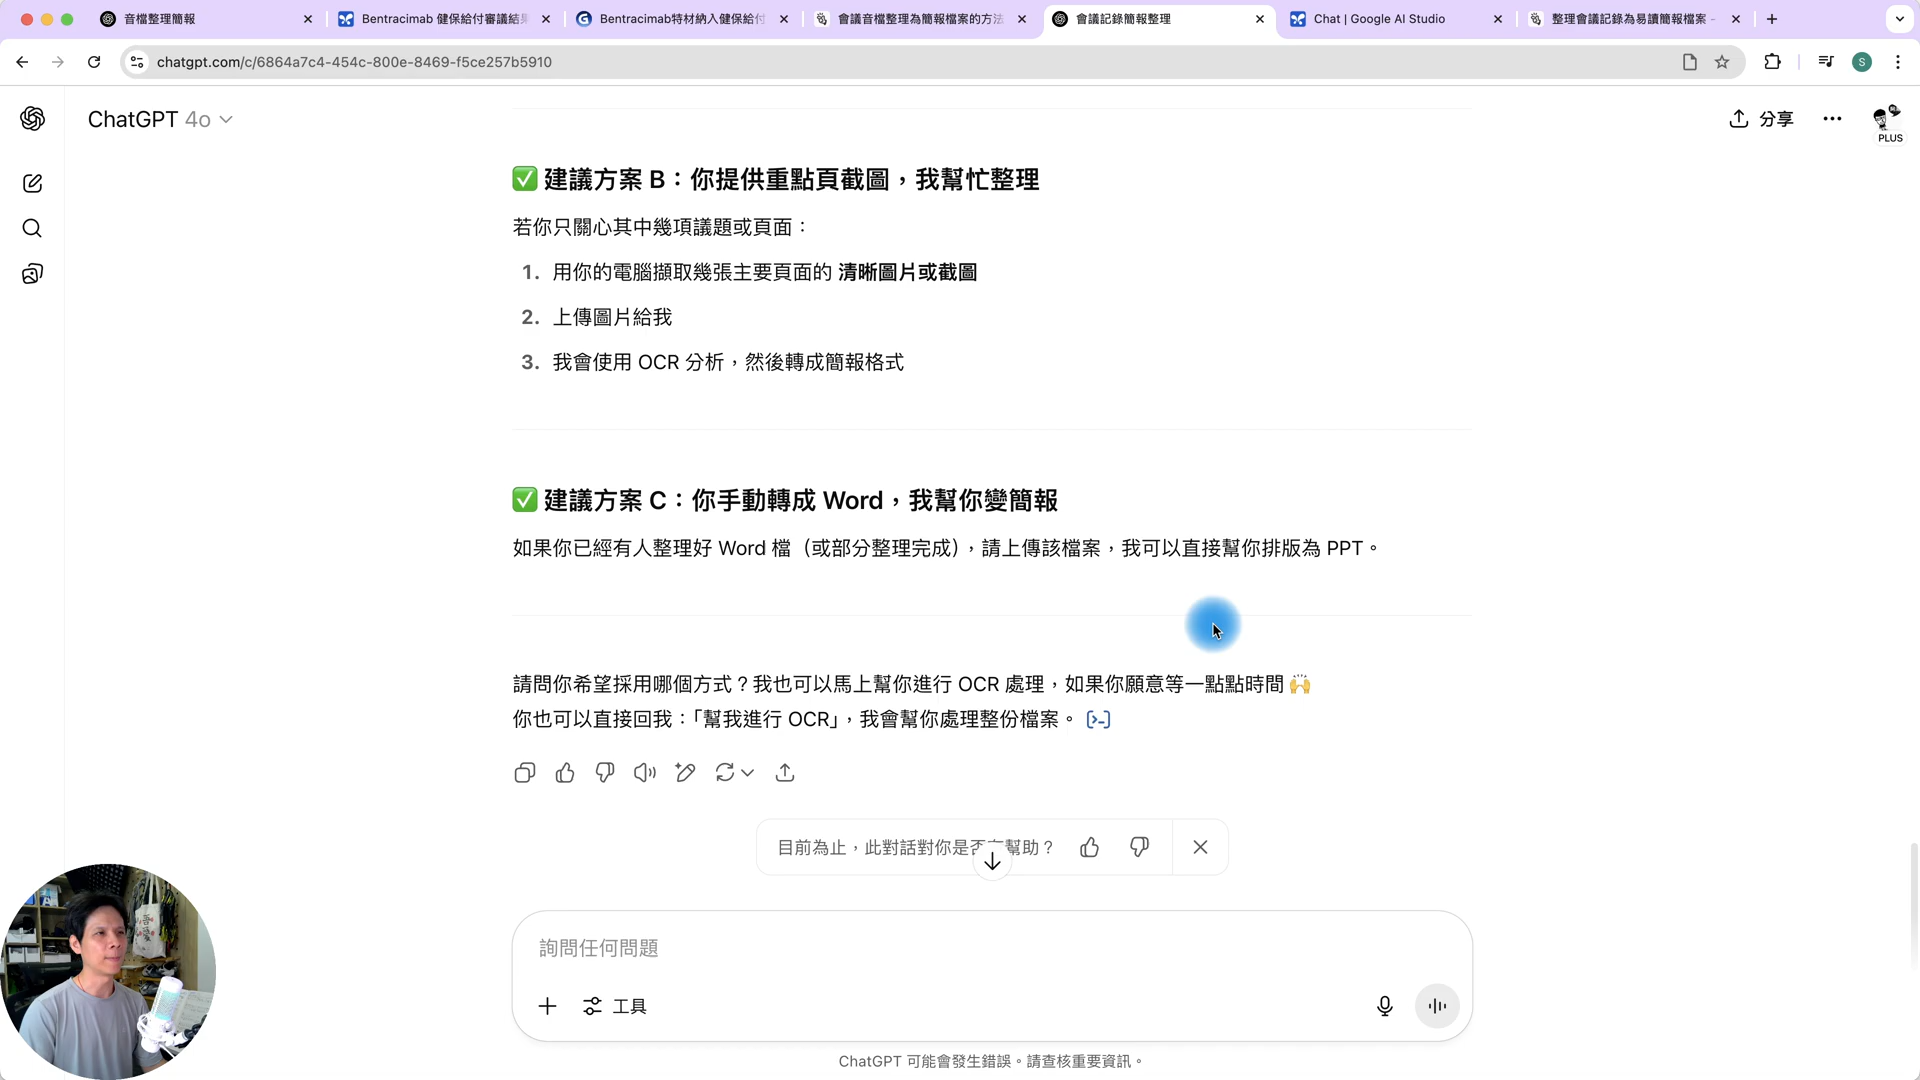 音檔整理簡報
Bentracimab 健保給付審議結果
Bentracimab特材納入健保給付
會議音檔整理為簡報檔案的方法
會議記錄簡報整理
Chat | Google AI Studio
整理會議記錄為易讀簡報檔案 -
chatgpt.com/c/6864a7c4-454c-800e-8469-f5ce257b5910
S
ChatGPT 4o
分享
PLUS
✅ 建議方案 B：你提供重點頁截圖，我幫忙整理
若你只關心其中幾項議題或頁面：
1. 用你的電腦擷取幾張主要頁面的 清晰圖片或截圖
2. 上傳圖片給我
3. 我會使用 OCR 分析，然後轉成簡報格式
✅ 建議方案 C：你手動轉成 Word，我幫你變簡報
如果你已經有人整理好 Word 檔（或部分整理完成），請上傳該檔案，我可以直接幫你排版為 PPT。
請問你希望採用哪個方式？我也可以馬上幫你進行 OCR 處理，如果你願意等一點點時間 🙌
你也可以直接回我：「幫我進行 OCR」，我會幫你處理整份檔案。 [>-]
目前為止，此對話對你是否有幫助？
詢問任何問題
工具
ChatGPT 可能會發生錯誤。請查核重要資訊。